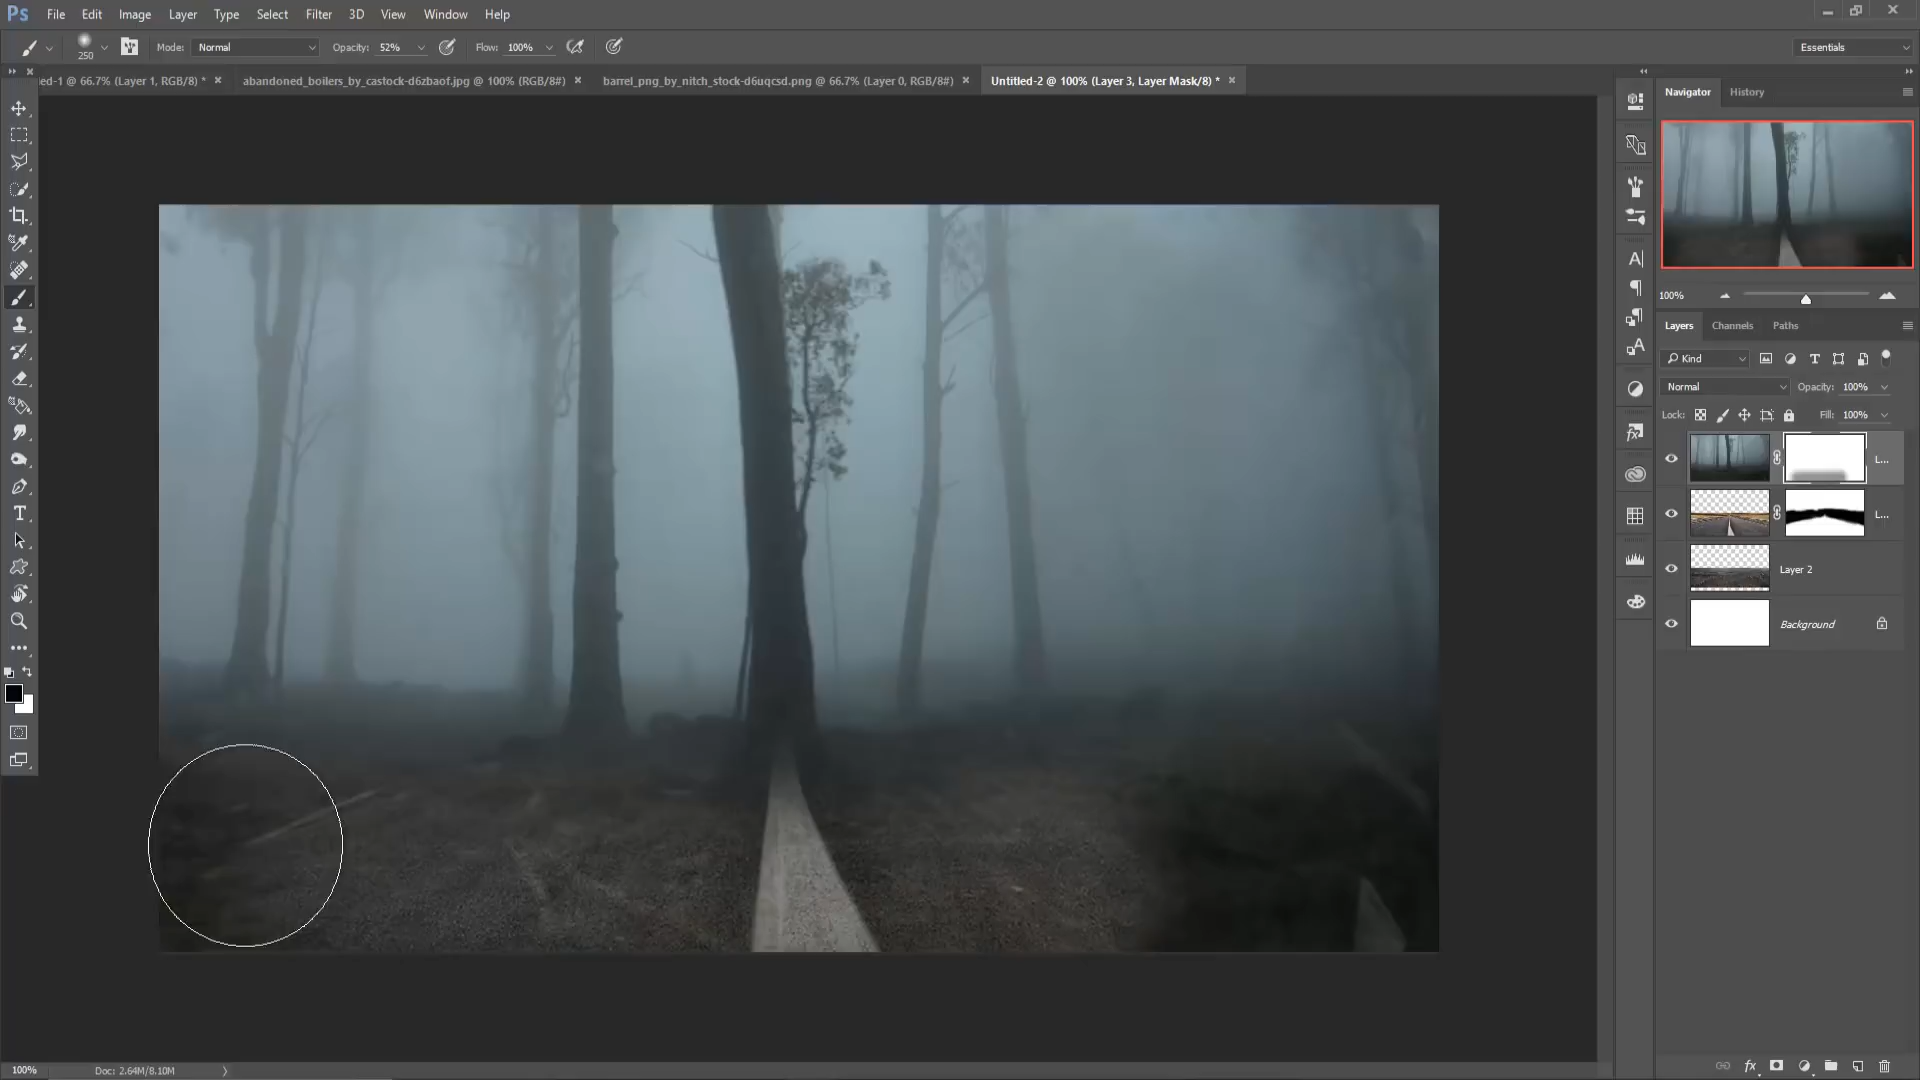 Ps File Edit Image Layer Type Select Filter 3D View Window Help
250 Mode: Normal Opacity: 52% Flow: 100% Essentials
ed-1 @ 66.7% (Layer 1, RGB/8) * abandoned_boilers_by_castock-d6zbaof.jpg @ 100% (RGB/8#) barrel_png_by_nitch_stock-d6uqcsd.png @ 66.7% (Layer 0, RGB/8#) Untitled-2 @ 100% (Layer 3, Layer Mask/8) *
Navigator History
100%
Layers Channels Paths
Kind
Normal Opacity: 100%
Lock: Fill: 100%
L...
L...
Layer 2
Background
100% Doc: 2.64M/8.10M